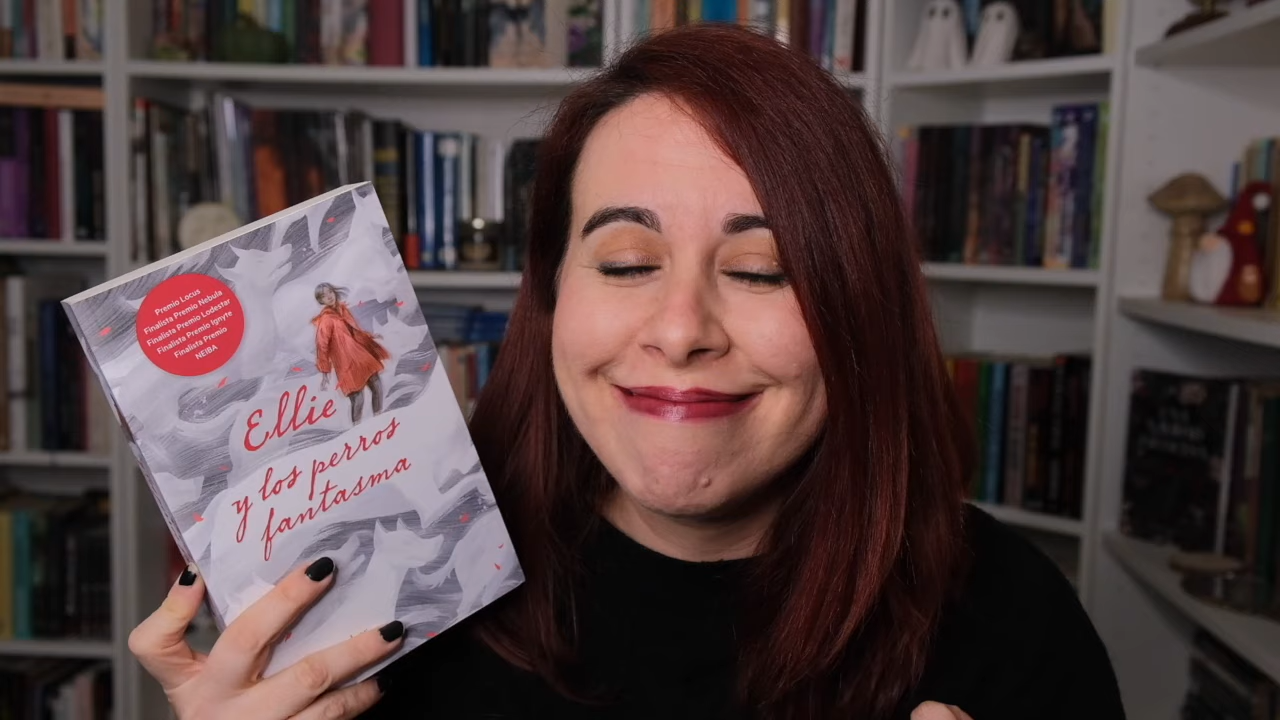 Premio Locus
Finalista Premio Nebula
Finalista Premio Lodestar
Finalista Premio Ignyte
Finalista Premio
NEIBA
Ellie
y los perros
fantasma